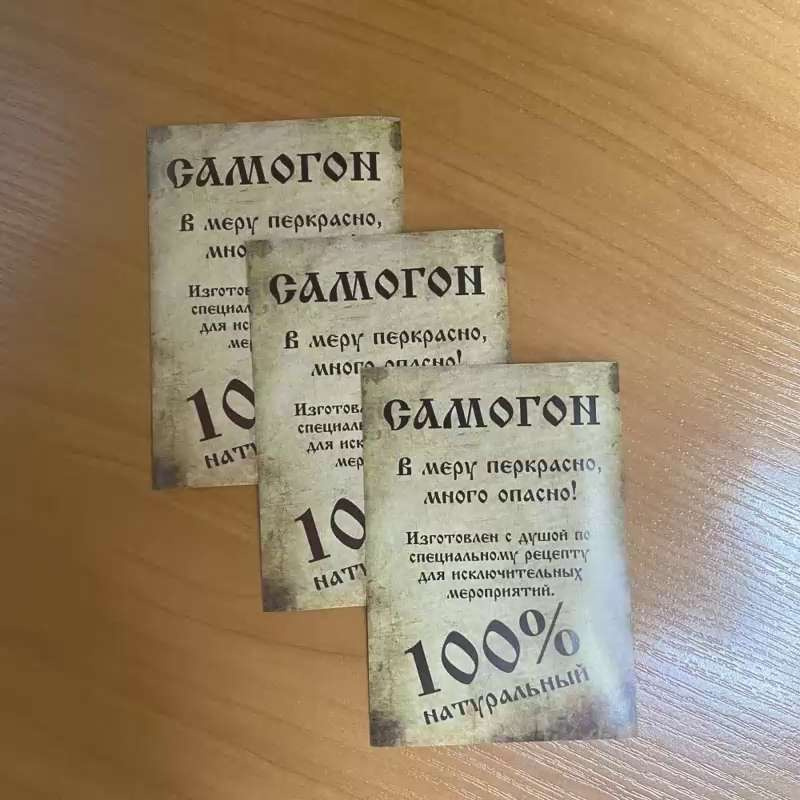 САМОГОН
В меру перкрасно,
САМОГОН
В меру перкрасно,
много опасно!
САМОГОН
В меру перкрасно,
много опасно!
Изготовлен с душой по
специальному рецепту
для исключительных
мероприятий.
100%
натуральный